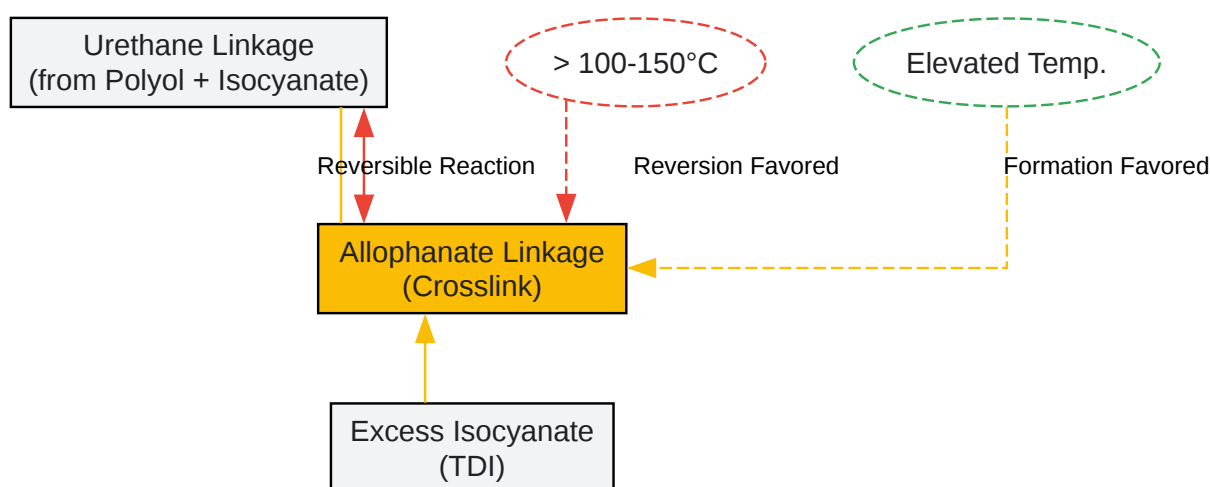 Urethane Linkage
(from Polyol + Isocyanate)
> 100-150°C
Elevated Temp.
Reversible Reaction
Reversion Favored
Formation Favored
Allophanate Linkage
(Crosslink)
Excess Isocyanate
(TDI)